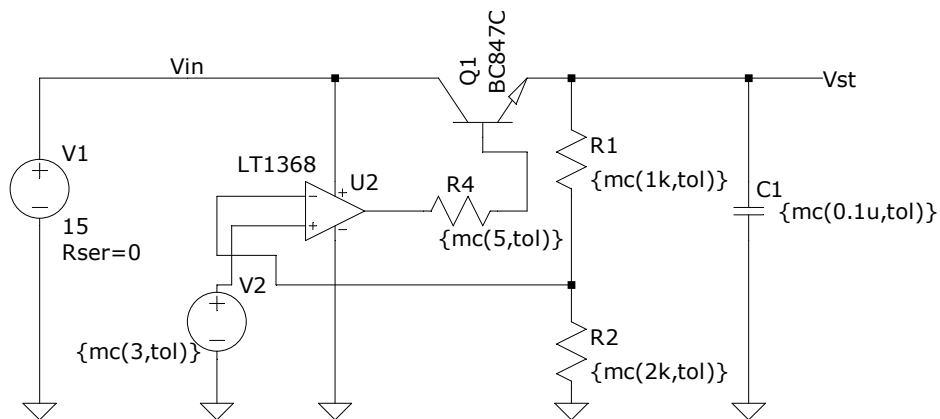 Vin
Q1
BC847C
Vst
V1
15
Rser=0
LT1368
U2
R4
{mc(5,tol)}
R1
{mc(1k,tol)}
C1
{mc(0.1u,tol)}
V2
{mc(3,tol)}
R2
{mc(2k,tol)}